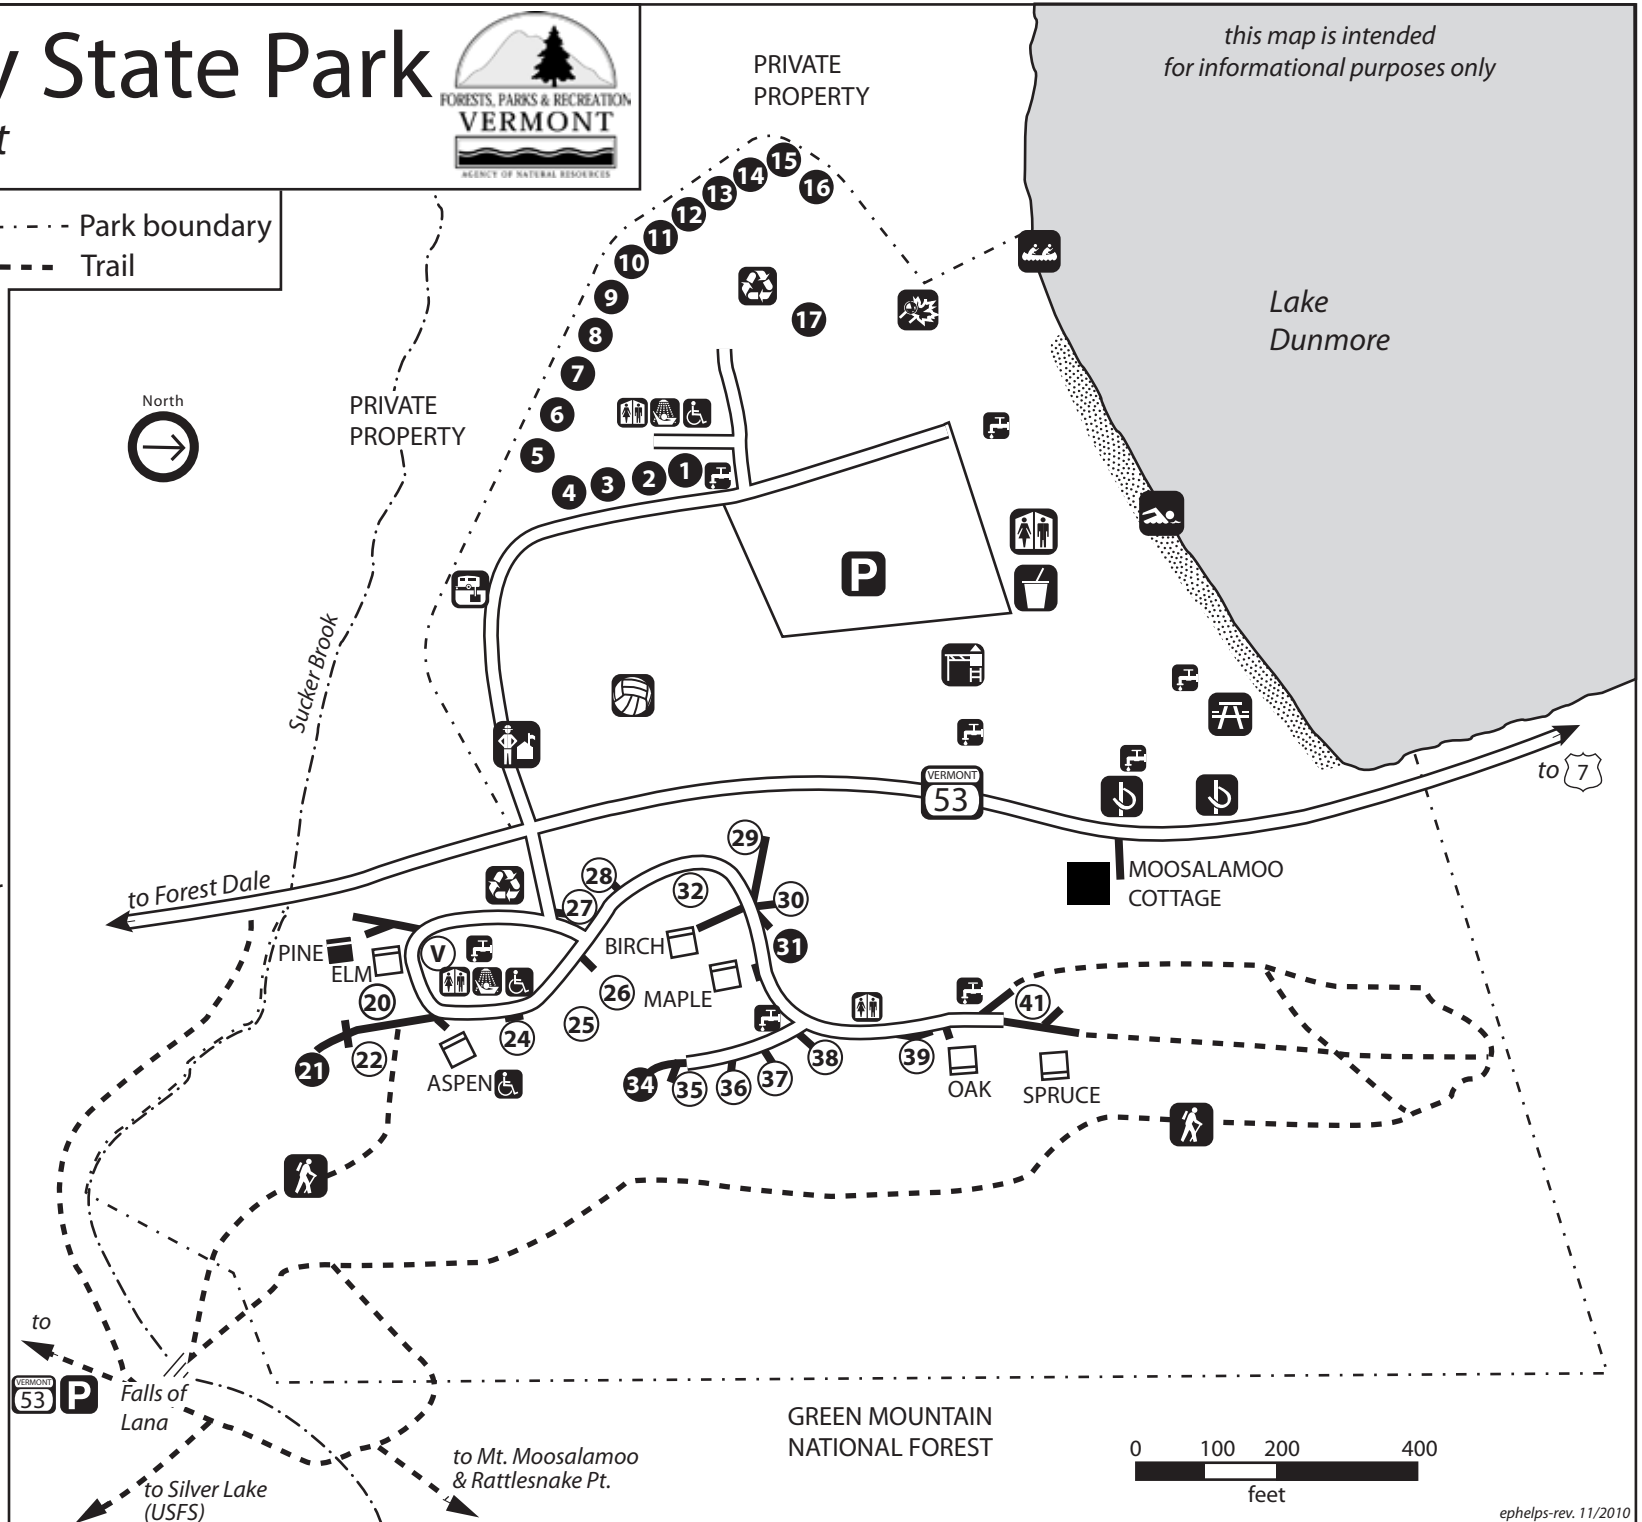 y State Park
t
FORESTS, PARKS & RECREATION
VERMONT
AGENCY OF NATURAL RESOURCES
this map is intended
for informational purposes only
PRIVATE
PROPERTY
Park boundary
Trail
15
14
16
13
12
11
10
9
17
8
7
6
5
4
3
2
1
Lake
Dunmore
North
PRIVATE
PROPERTY
P
Sucker Brook
VERMONT
53
to 7
MOOSALAMOO
COTTAGE
to Forest Dale
29
28
32
27
30
31
BIRCH
PINE
V
ELM
MAPLE
26
20
25
24
41
21
22
ASPEN
34
35
36
37
38
39
OAK
SPRUCE
to
VERMONT
53
P
Falls of
Lana
to Silver Lake
(USFS)
to Mt. Moosalamoo
& Rattlesnake Pt.
GREEN MOUNTAIN
NATIONAL FOREST
0 100 200 400
feet
ephelps-rev. 11/2010